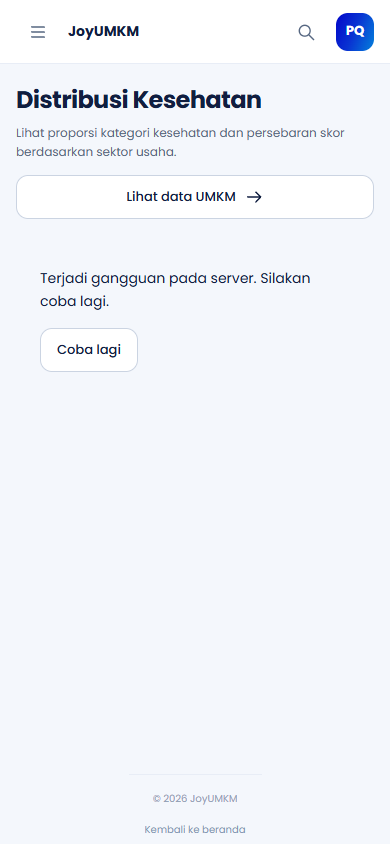 JoyUMKM
PQ
Distribusi Kesehatan
Lihat proporsi kategori kesehatan dan persebaran skor
berdasarkan sektor usaha.
Lihat data UMKM
Terjadi gangguan pada server. Silakan
coba lagi.
Coba lagi
© 2026 JoyUMKM
Kembali ke beranda